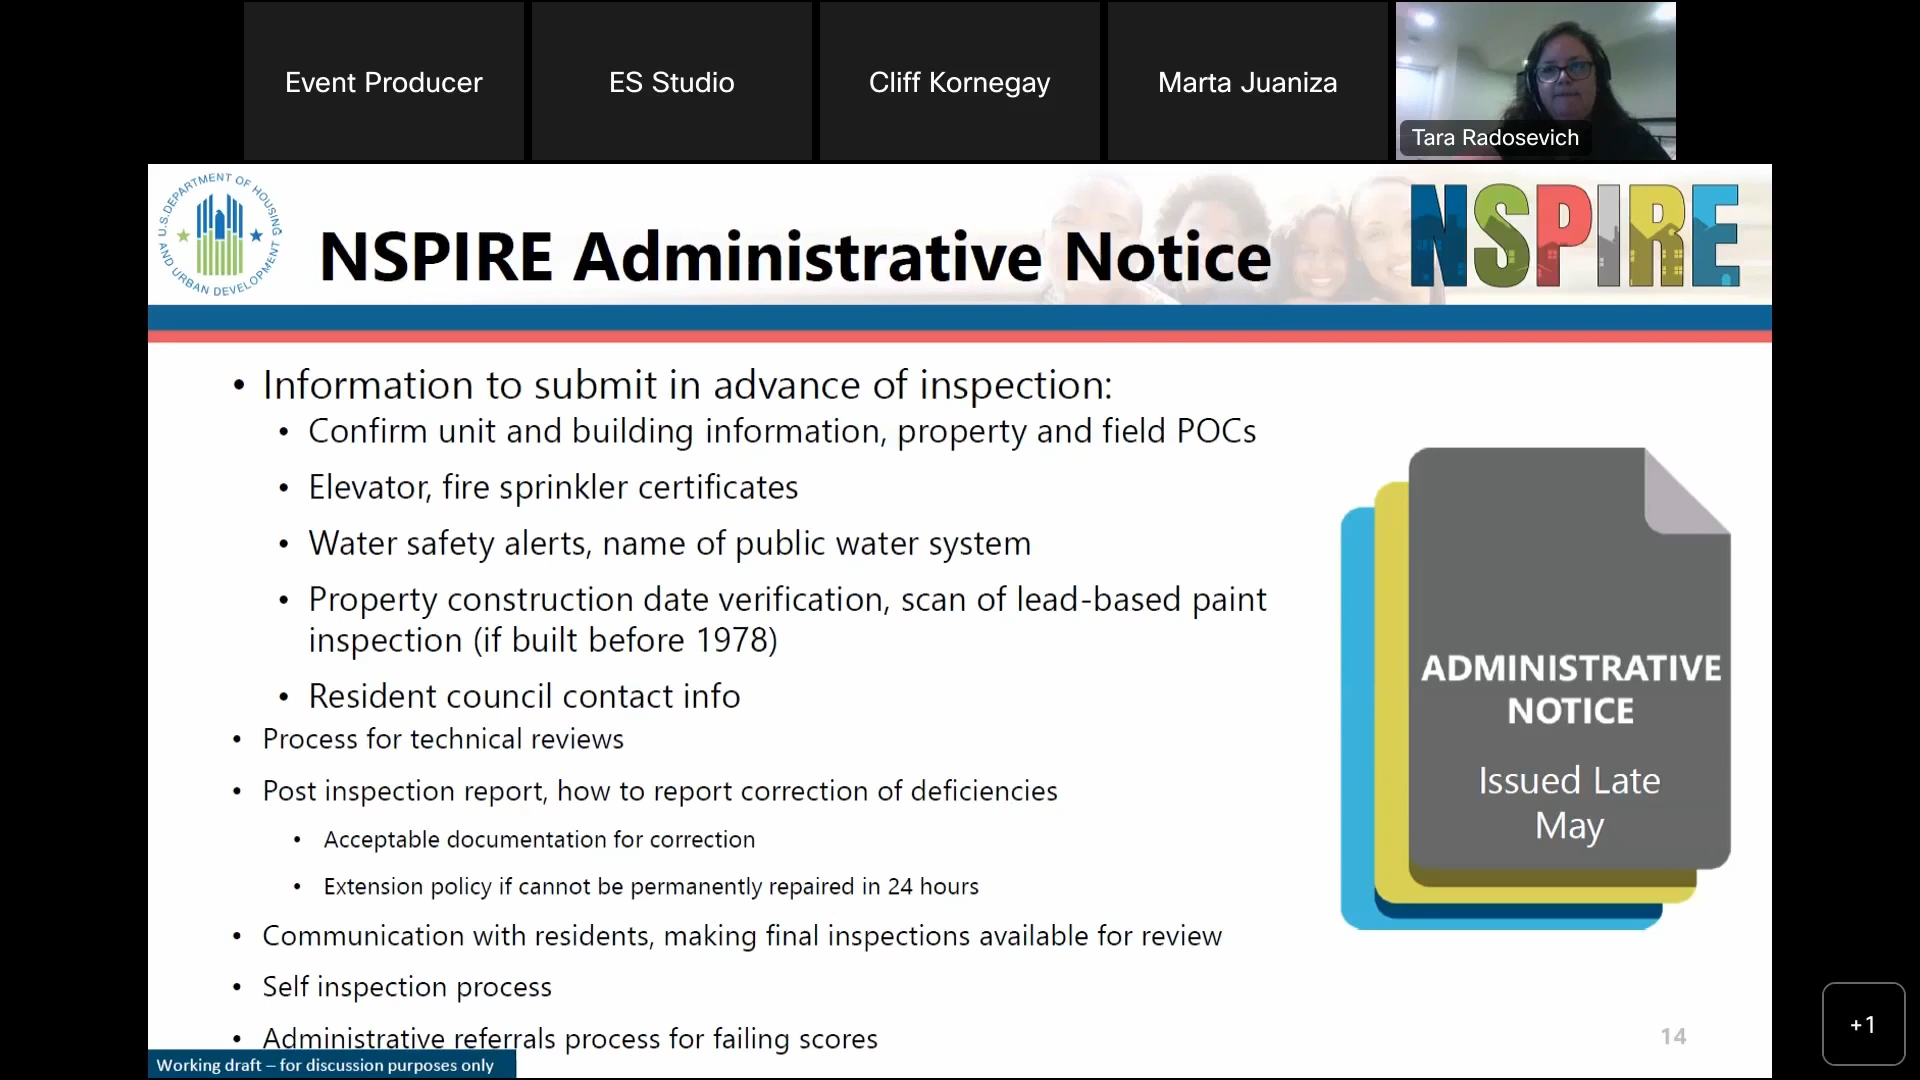 Event Producer
ES Studio
Cliff Kornegay
Marta Juaniza
Tara Radosevich
U.S. DEPARTMENT OF HOUSING AND URBAN DEVELOPMENT
NSPIRE Administrative Notice
NSPIRE
• Information to submit in advance of inspection:
• Confirm unit and building information, property and field POCs
• Elevator, fire sprinkler certificates
• Water safety alerts, name of public water system
• Property construction date verification, scan of lead-based paint
inspection (if built before 1978)
• Resident council contact info
• Process for technical reviews
• Post inspection report, how to report correction of deficiencies
• Acceptable documentation for correction
• Extension policy if cannot be permanently repaired in 24 hours
• Communication with residents, making final inspections available for review
• Self inspection process
• Administrative referrals process for failing scores
ADMINISTRATIVE
NOTICE
Issued Late
May
14
Working draft – for discussion purposes only
+1